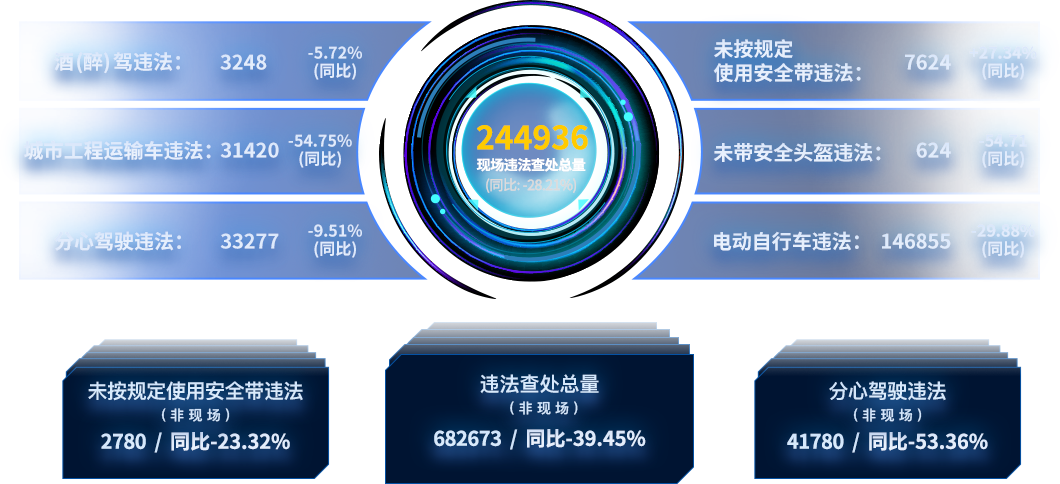 酒(醉)驾违法： 3248 -5.72%
(同比)
城市工程运输车违法： 31420 -54.75%
(同比)
分心驾驶违法： 33277 -9.51%
(同比)
244936
现场违法查处总量
(同比: -28.22%)
未按规定
使用安全带违法： 7624 -27.34%
(同比)
未带安全头盔违法： 624
(同比)
电动自行车违法： 146855 -29.88%
(同比)
未按规定使用安全带违法
(非现场)
2780 / 同比-23.32%
违法查处总量
(非现场)
682673 / 同比-39.45%
分心驾驶违法
(非现场)
41780 / 同比-53.36%